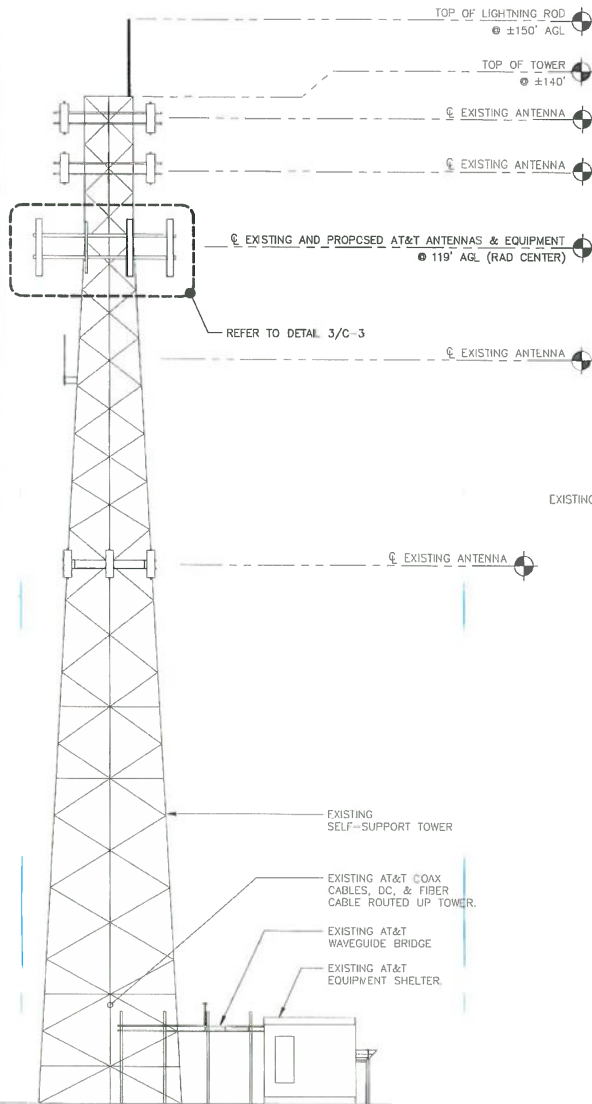 TOP OF LIGHTNING ROD
@ ±150' AGL
TOP OF TOWER
@ ±140'
℄ EXISTING ANTENNA
℄ EXISTING ANTENNA
℄ EXISTING AND PROPOSED AT&T ANTENNAS & EQUIPMENT
@ 119' AGL (RAD CENTER)
REFER TO DETAIL 3/C-3
℄ EXISTING ANTENNA
EXISTING
℄ EXISTING ANTENNA
EXISTING
SELF-SUPPORT TOWER
EXISTING AT&T COAX
CABLES, DC, & FIBER
CABLE ROUTED UP TOWER.
EXISTING AT&T
WAVEGUIDE BRIDGE
EXISTING AT&T
EQUIPMENT SHELTER.